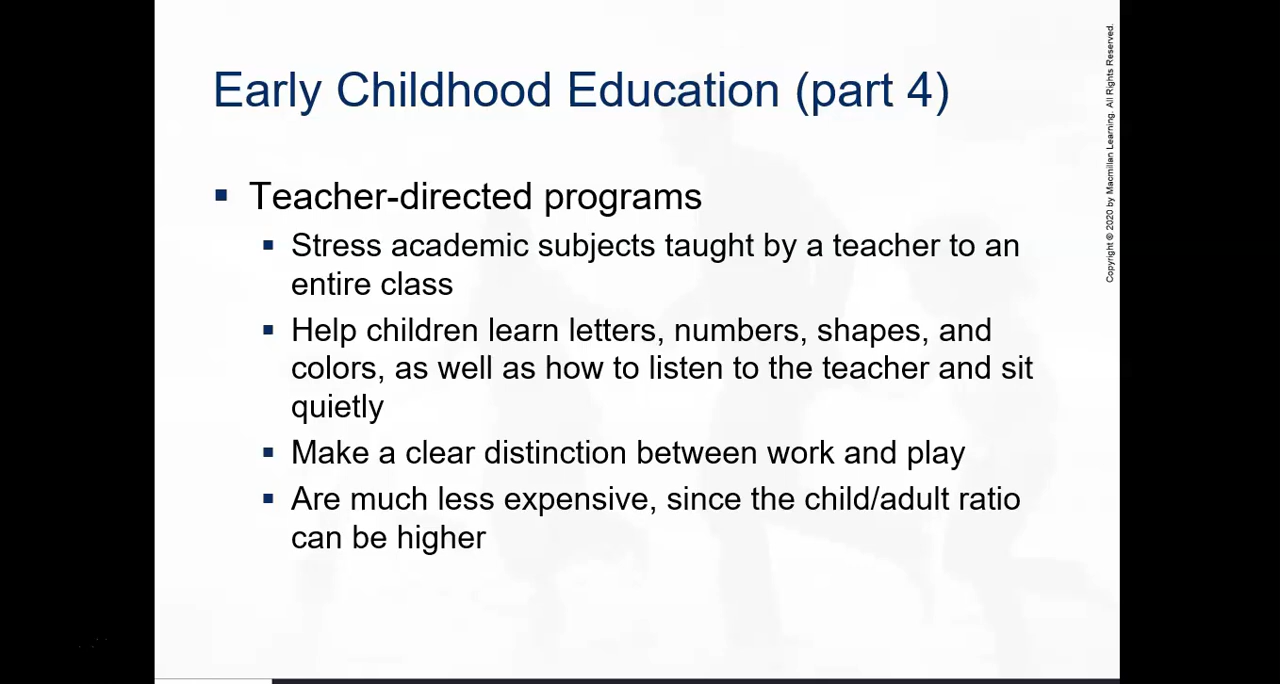 Early Childhood Education (part 4)
▪ Teacher-directed programs
▪ Stress academic subjects taught by a teacher to an
entire class
▪ Help children learn letters, numbers, shapes, and
colors, as well as how to listen to the teacher and sit
quietly
▪ Make a clear distinction between work and play
▪ Are much less expensive, since the child/adult ratio
can be higher
Copyright © 2020 by Macmillan Learning. All Rights Reserved.